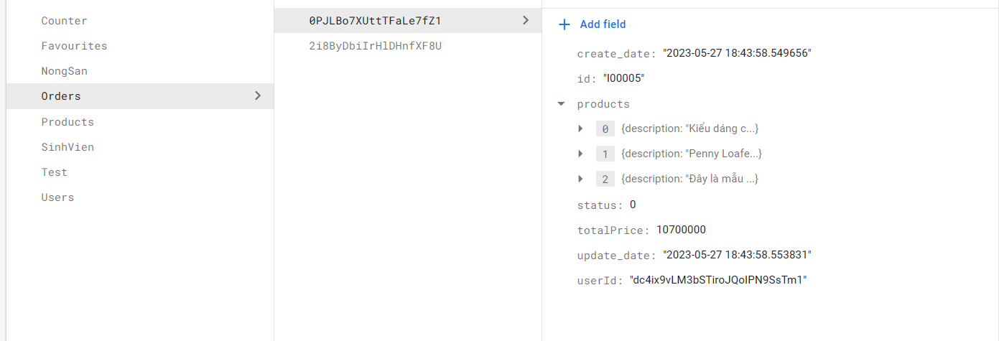 Counter
Favourites
NongSan
Orders
Products
SinhVien
Test
Users
0PJLBo7XUttTFaLe7fZ1
2i8ByDbiIrHlDHnfXF8U
Add field
create_date: "2023-05-27 18:43:58.549656"
id: "I00005"
products
0 {description: "Kiểu dáng c...}
1 {description: "Penny Loafe...}
2 {description: "Đây là mẫu ...}
status: 0
totalPrice: 10700000
update_date: "2023-05-27 18:43:58.553831"
userId: "dc4ix9vLM3bSTiroJQoIPN9SsTm1"